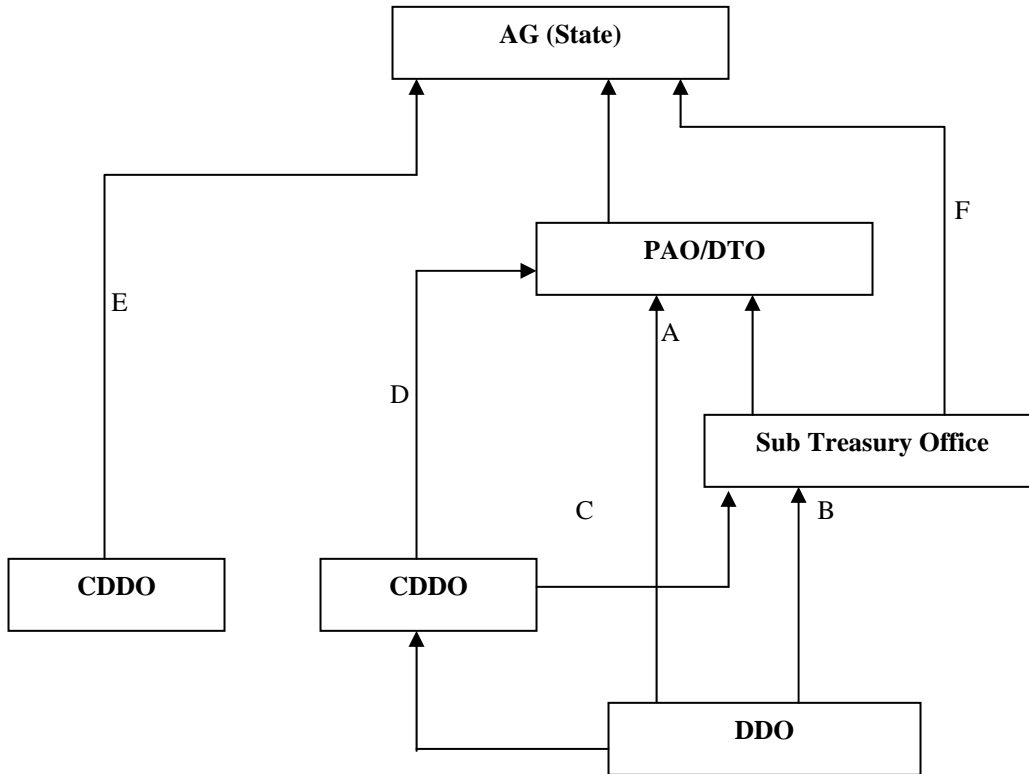 AG (State)
F
PAO/DTO
E
A
D
Sub Treasury Office
C
B
CDDO
CDDO
DDO